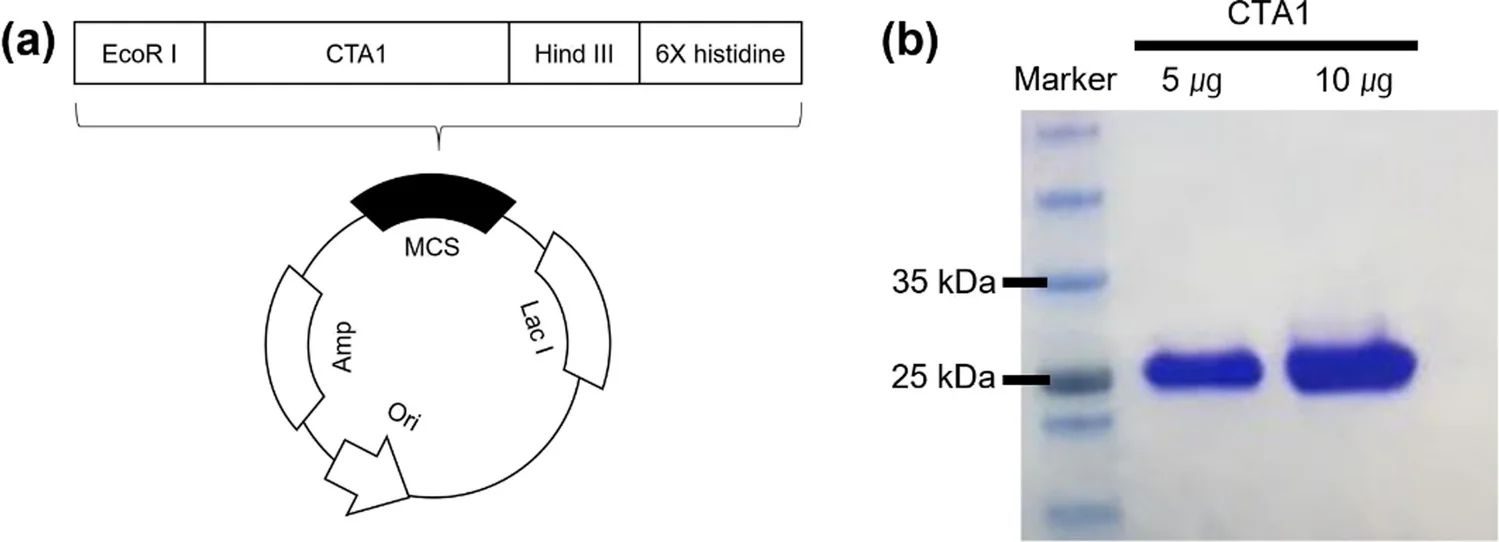 (a)
EcoR I CTA1 Hind III 6X histidine
MCS
Lac I
Amp
Ori
(b)
CTA1
Marker 5 µg 10 µg
35 kDa
25 kDa